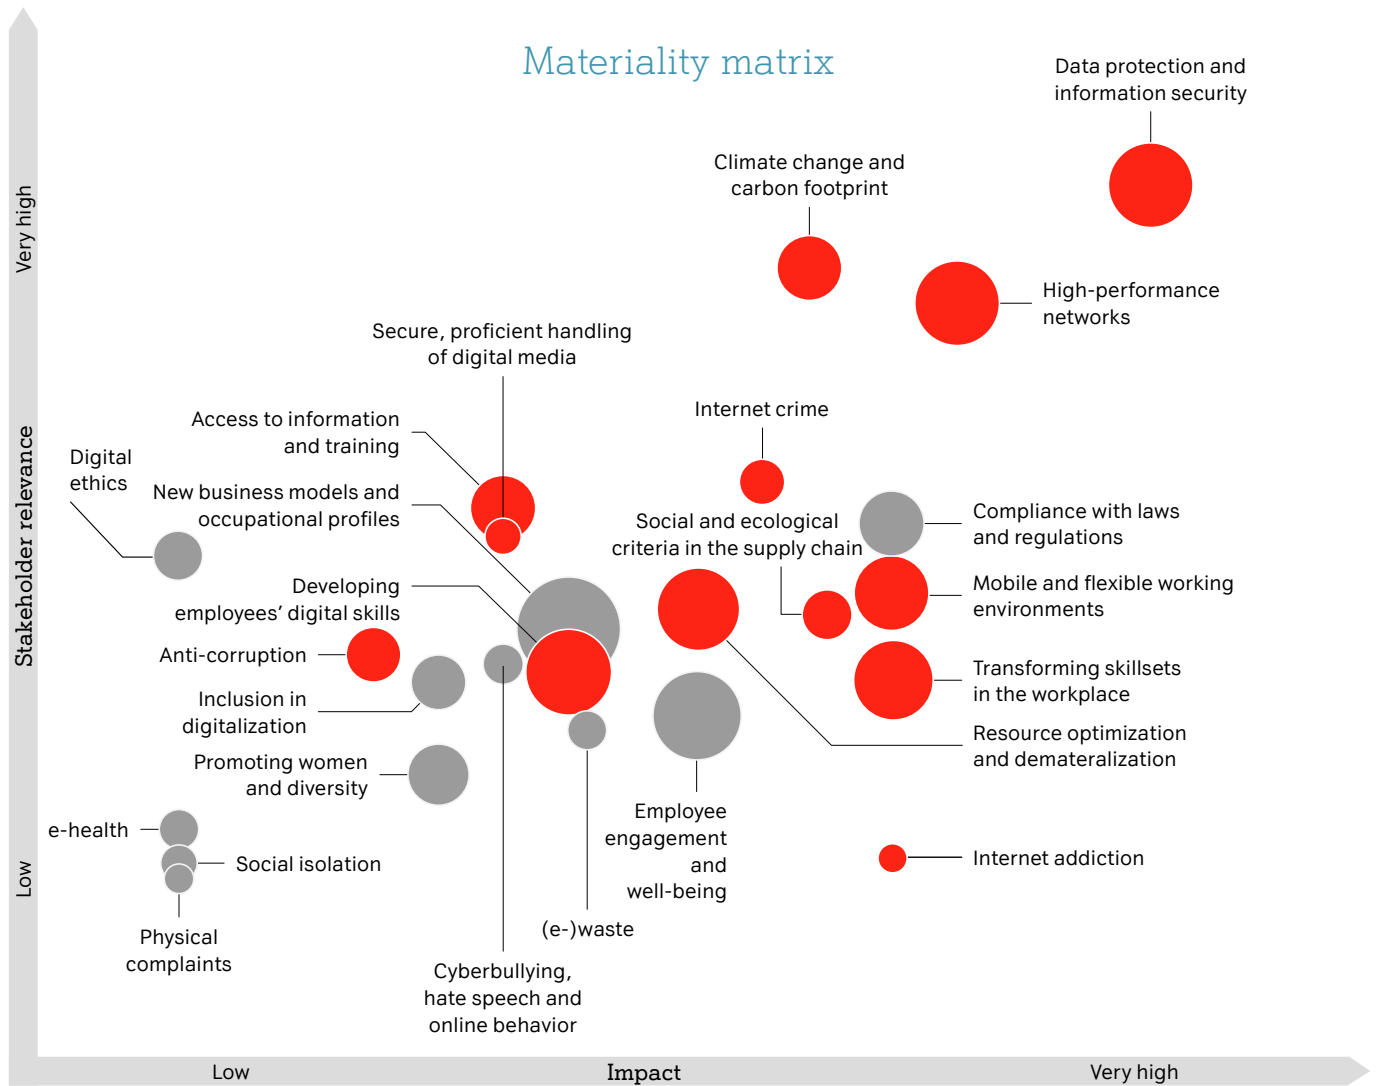 Materiality matrix
Data protection and
information security
Climate change and
carbon footprint
Very high
High-performance
networks
Secure, proficient handling
of digital media
Access to information
and training
Internet crime
Digital
ethics
New business models and
occupational profiles
Stakeholder relevance
Social and ecological
criteria in the supply chain
Compliance with laws
and regulations
Developing
employees’ digital skills
Mobile and flexible working
environments
Anti-corruption
Transforming skillsets
in the workplace
Inclusion in
digitalization
Resource optimization
and demateralization
Promoting women
and diversity
Employee
engagement
and
well-being
e-health
Social isolation
Internet addiction
Low
Physical
complaints
(e-)waste
Cyberbullying,
hate speech and
online behavior
Low
Impact
Very high